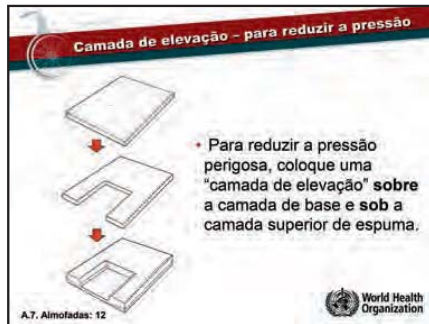 Camada de elevação – para reduzir a pressão
• Para reduzir a pressão
perigosa, coloque uma
“camada de elevação” sobre
a camada de base e sob a
camada superior de espuma.
A.7. Almofadas: 12
World Health
Organization